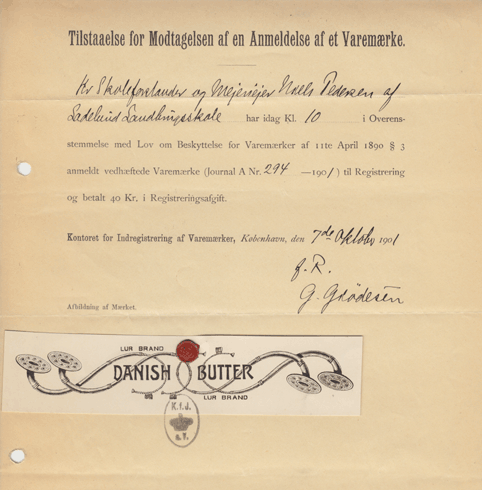 Tilstaaelse for Modtagelsen af en Anmeldelse af et Varemærke.
Hr Skoleforstander og Mejeriejer Niels Pedersen af
Ladelund Landbrugsskole har idag Kl. 10 i Overens-
stemmelse med Lov om Beskyttelse for Varemærker af 11te April 1890 § 3
anmeldt vedhæftede Varemærke (Journal A Nr. 294 —1901) til Registrering
og betalt 40 Kr. i Registreringsafgift.
Kontoret for Indregistrering af Varemærker, København, den 7de Oktober 1901
f. R.
G.
Afbildning af Mærket.
LUR BRAND
DANISH BUTTER
LUR BRAND
K.f.I.
a.V.